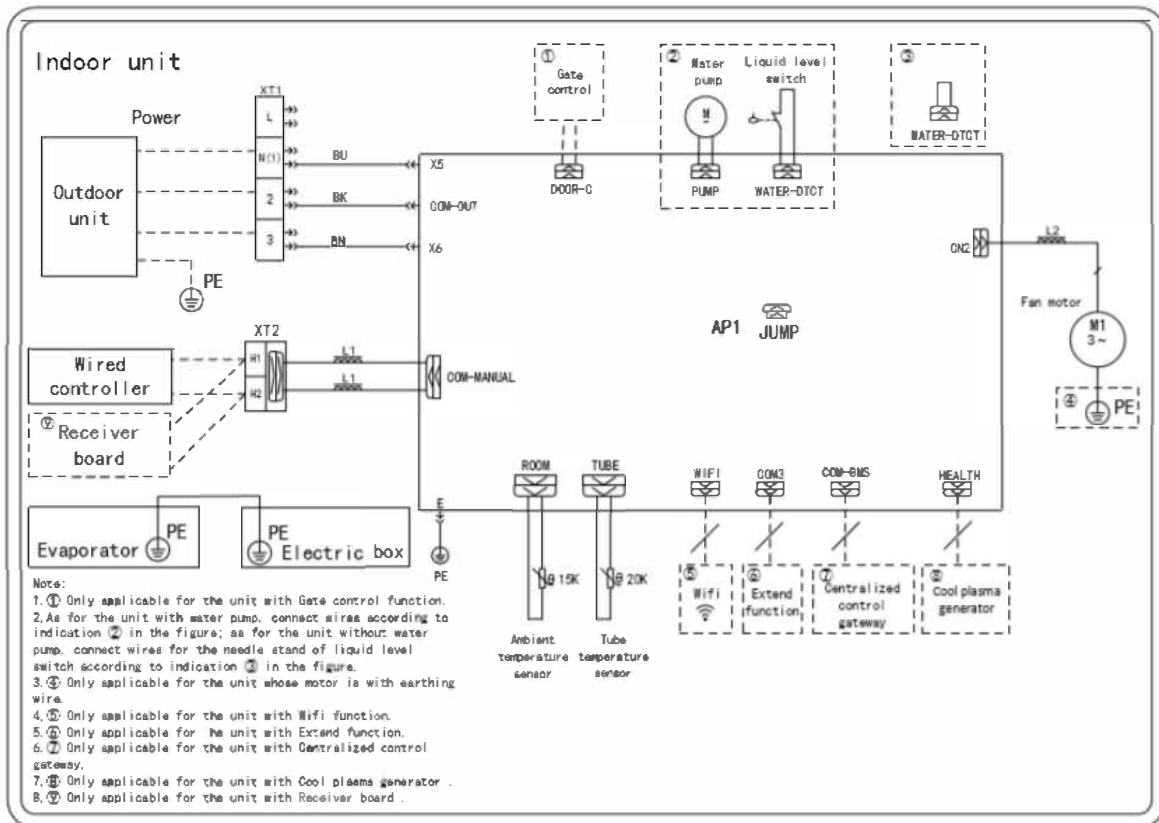 Indoor unit
Power
XT1
L
N(1)
2
3
Outdoor
unit
PE
BU
BK
BN
X5
COM-OUT
X6
①
Gate
control
DOOR-C
②
Water
pump
M
PUMP
Liquid level
switch
WATER-DTCT
③
WATER-DTCT
CN2
L2
Fan motor
M1
3~
④
PE
AP1
JUMP
XT2
H1
H2
L1
L1
COM-MANUAL
Wired
controller
⑨ Receiver
board
Evaporator
PE
PE
Electric box
E
PE
ROOM
TUBE
θ 15K
θ 20K
Ambient
temperature
sensor
Tube
temperature
sensor
WIFI
COM3
COM-BMS
HEALTH
⑤
Wifi
⑥
Extend
function
⑦
Centralized
control
gateway
⑧
Cool plasma
generator
Note:
1. ① Only applicable for the unit with Gate control function.
2, As for the unit with water pump, connect wires according to
indication ② in the figure; as for the unit without water
pump, connect wires for the needle stand of liquid level
switch according to indication ③ in the figure.
3. ④ Only applicable for the unit whose motor is with earthing
wire.
4, ⑤ Only applicable for the unit with Wifi function.
5. ⑥ Only applicable for he unit with Extend function.
6. ⑦ Only applicable for the unit with Centralized control
gateway.
7, ⑧ Only applicable for the unit with Cool plasma generator .
8, ⑨ Only applicable for the unit with Receiver board .